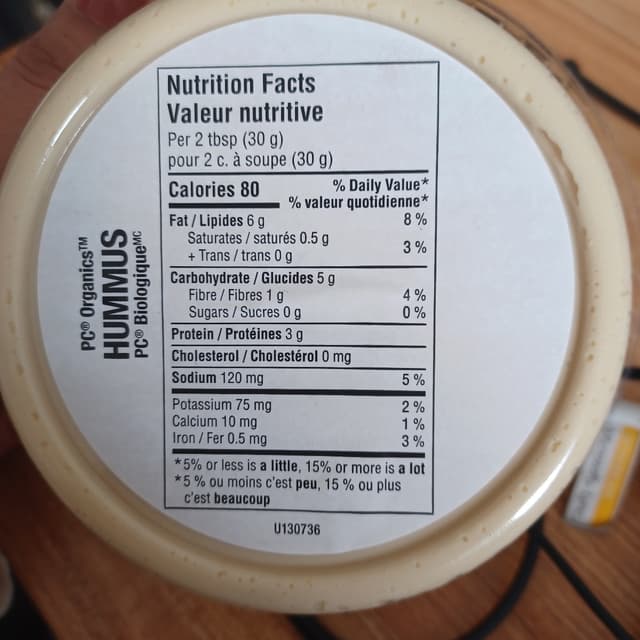 PC® Organics™
HUMMUS
PC® Biologique^MC
Nutrition Facts
Valeur nutritive
Per 2 tbsp (30 g)
pour 2 c. à soupe (30 g)
Calories 80
% Daily Value*
% valeur quotidienne*
Fat / Lipides 6 g 8 %
Saturates / saturés 0.5 g
+ Trans / trans 0 g 3 %
Carbohydrate / Glucides 5 g
Fibre / Fibres 1 g 4 %
Sugars / Sucres 0 g 0 %
Protein / Protéines 3 g
Cholesterol / Cholestérol 0 mg
Sodium 120 mg 5 %
Potassium 75 mg 2 %
Calcium 10 mg 1 %
Iron / Fer 0.5 mg 3 %
*5% or less is a little, 15% or more is a lot
*5 % ou moins c'est peu, 15 % ou plus
c'est beaucoup
U130736